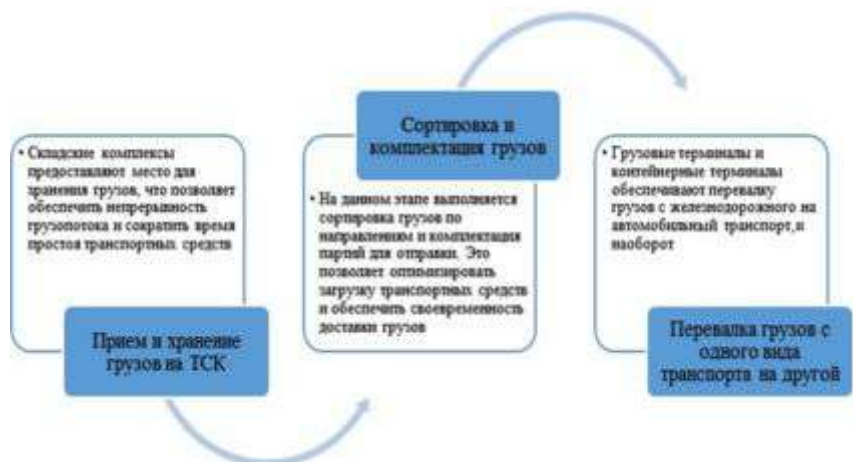 • Складские комплексы
предоставляют место для
хранения грузов, что позволяет
обеспечить непрерывность
грузопотока и сократить время
простоя транспортных средств
Прием и хранение
грузов на ТСК
Сортировка и
комплектация грузов
• На данном этапе выполняется
сортировка грузов по
направлениям и комплектация
партий для отправки. Это
позволяет оптимизировать
загрузку транспортных средств
и обеспечить своевременность
доставки грузов
• Грузовые терминалы и
контейнерные терминалы
обеспечивают перевалку
грузов с железнодорожного на
автомобильный транспорт,и
наоборот
Перевалка грузов с
одного вида
транспорта на другой